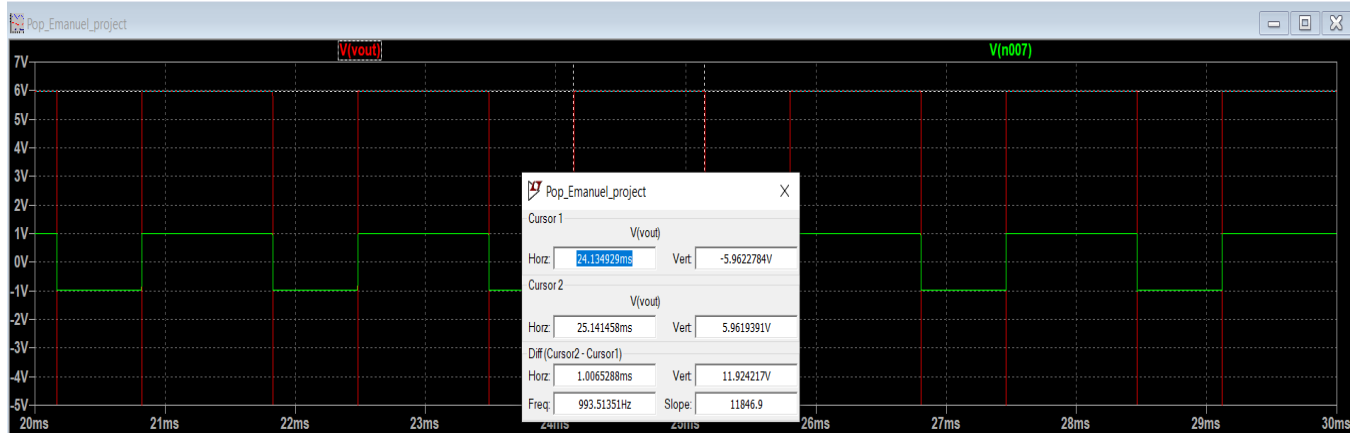 Pop_Emanuel_project
V(vout) V(n007)
7V
6V
5V
4V
3V
2V
1V
0V
-1V
-2V
-3V
-4V
-5V
20ms 21ms 22ms 23ms 24ms 25ms 26ms 27ms 28ms 29ms 30ms
Pop_Emanuel_project
Cursor 1
V(vout)
Horz: 24.134929ms Vert: -5.9622784V
Cursor 2
V(vout)
Horz: 25.141458ms Vert: 5.9619391V
Diff (Cursor2 - Cursor1)
Horz: 1.0065288ms Vert: 11.924217V
Freq: 993.51351Hz Slope: 11846.9